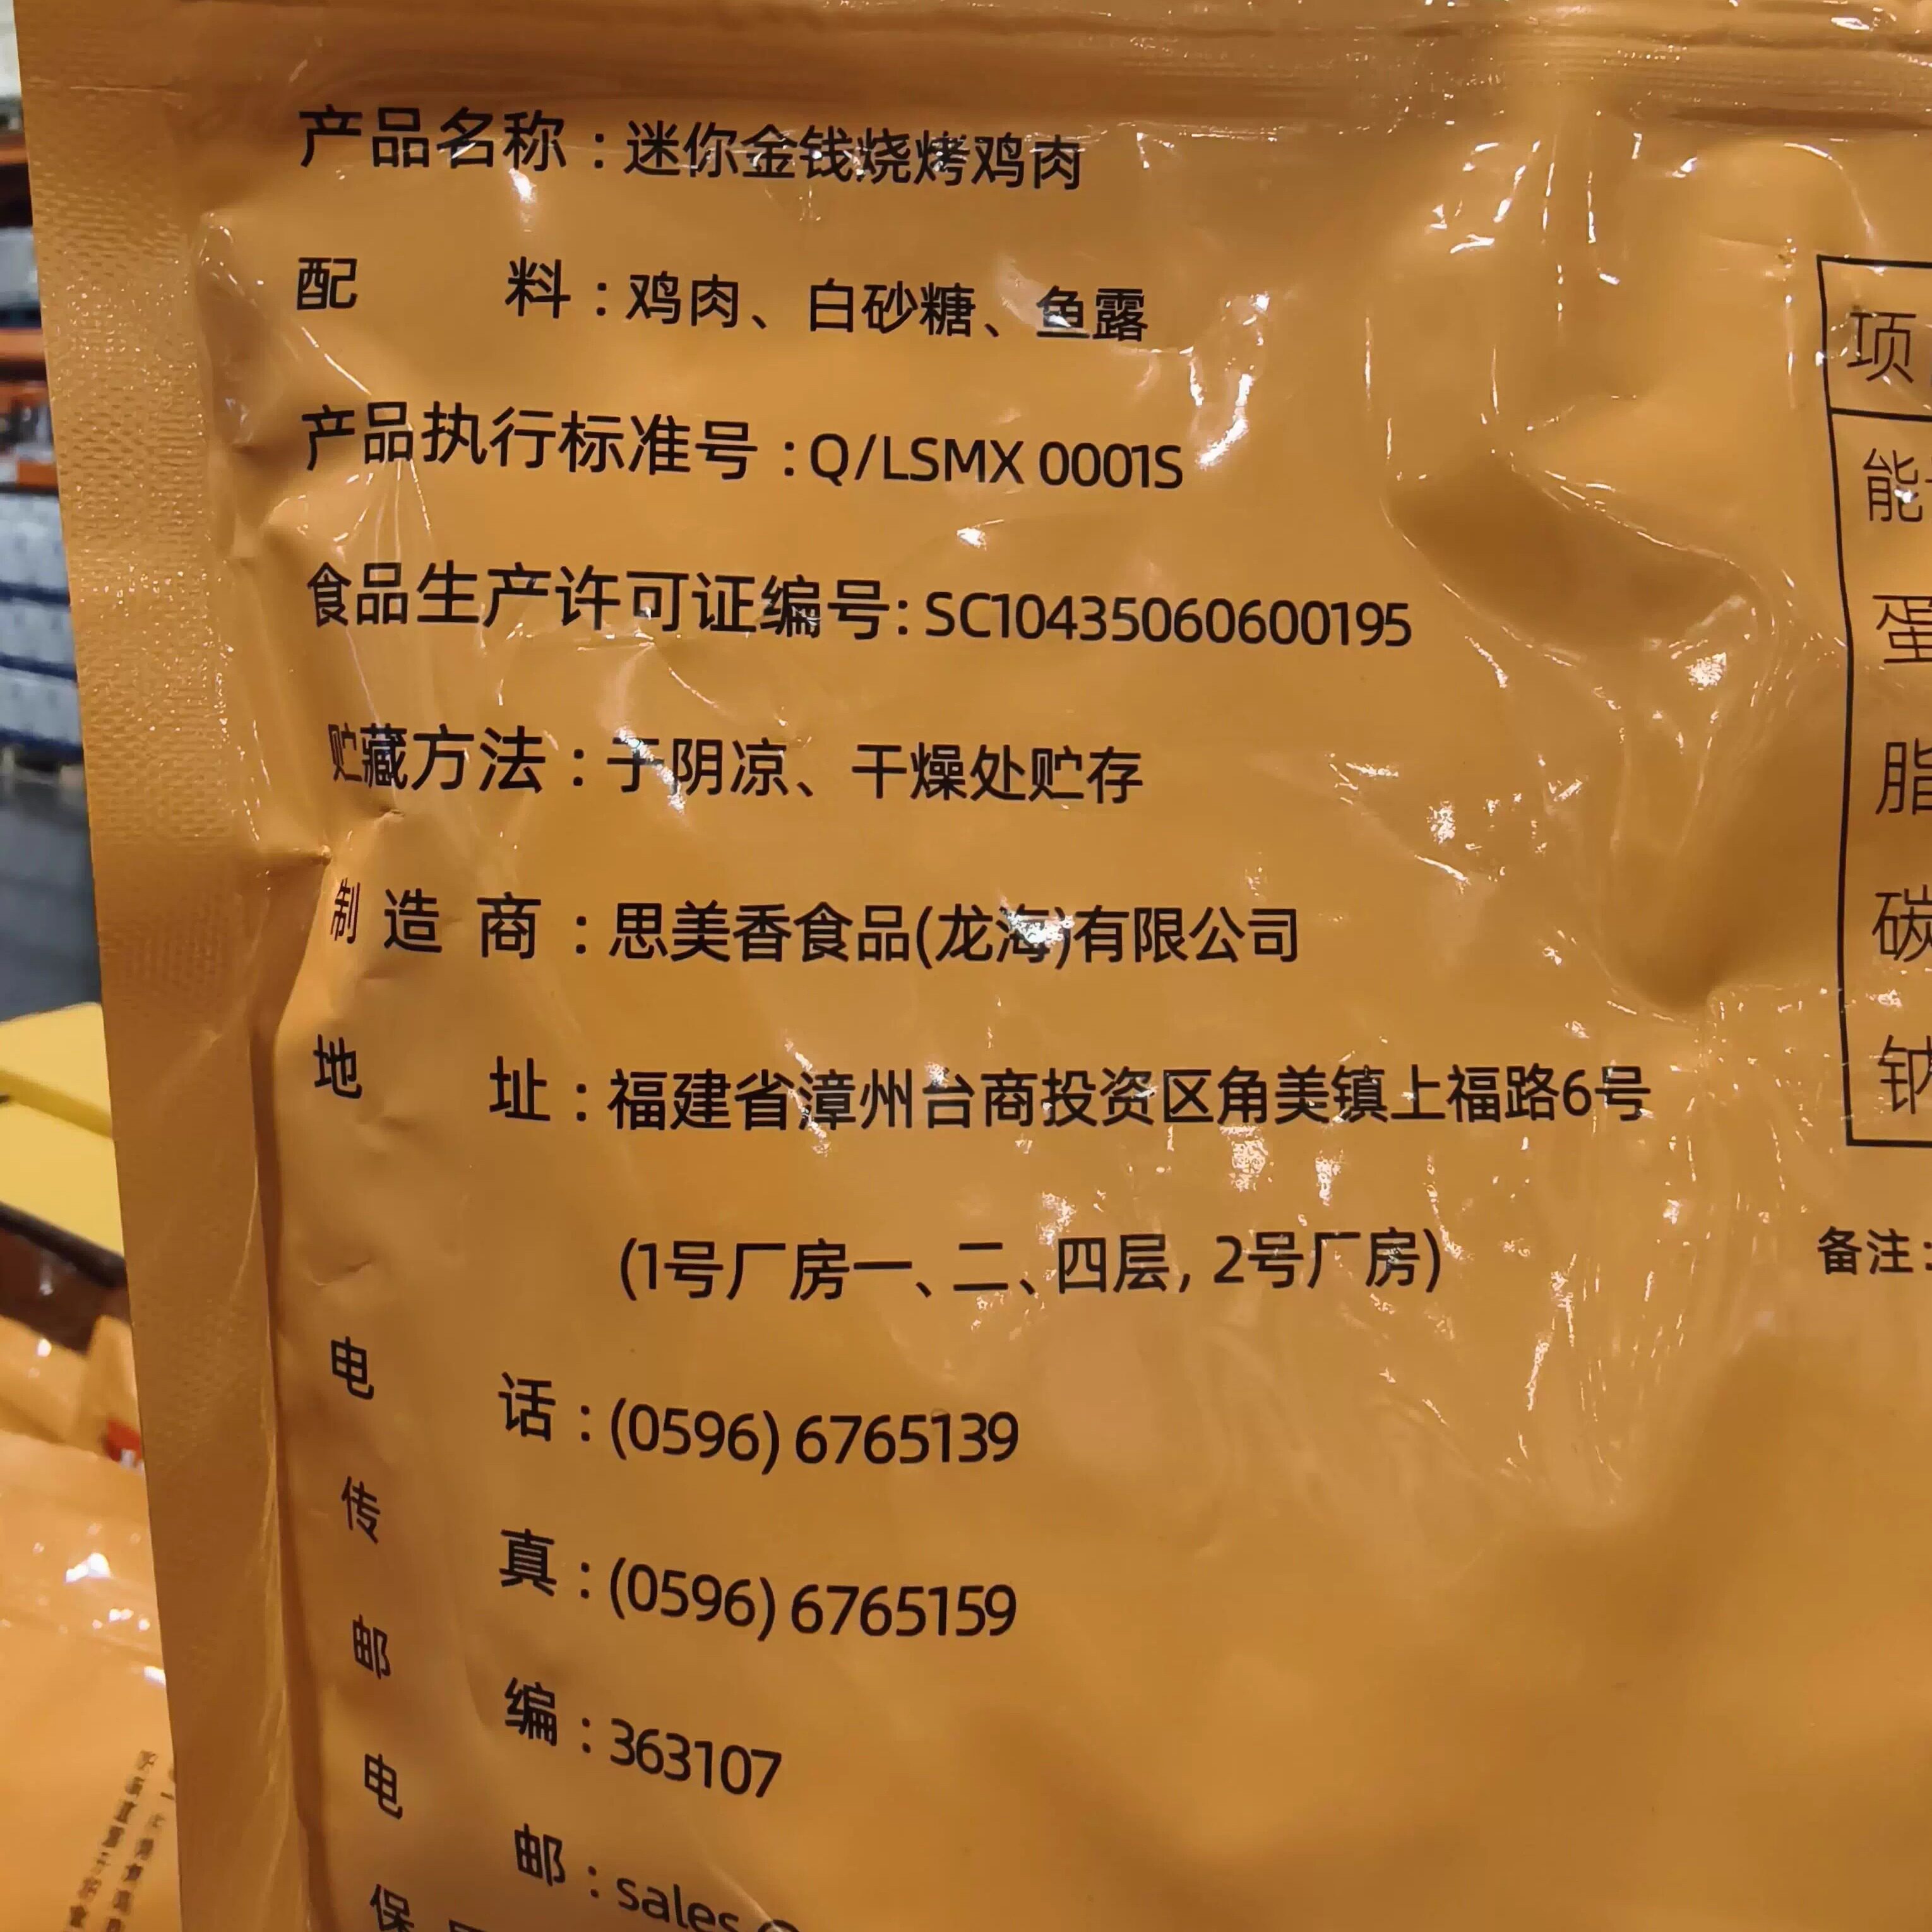 产品名称：迷你金钱烧烤鸡肉
配料：鸡肉、白砂糖、鱼露
产品执行标准号：Q/LSMX 0001S
食品生产许可证编号：SC10435060600195
贮藏方法：于阴凉、干燥处贮存
制造商：思美香食品(龙海)有限公司
地址：福建省漳州台商投资区角美镇上福路6号
(1号厂房一、二、四层, 2号厂房)
电话：(0596) 6765139
传真：(0596) 6765159
邮编：363107
电邮：sales
保
项
能
蛋
脂
碳
钠
备注：